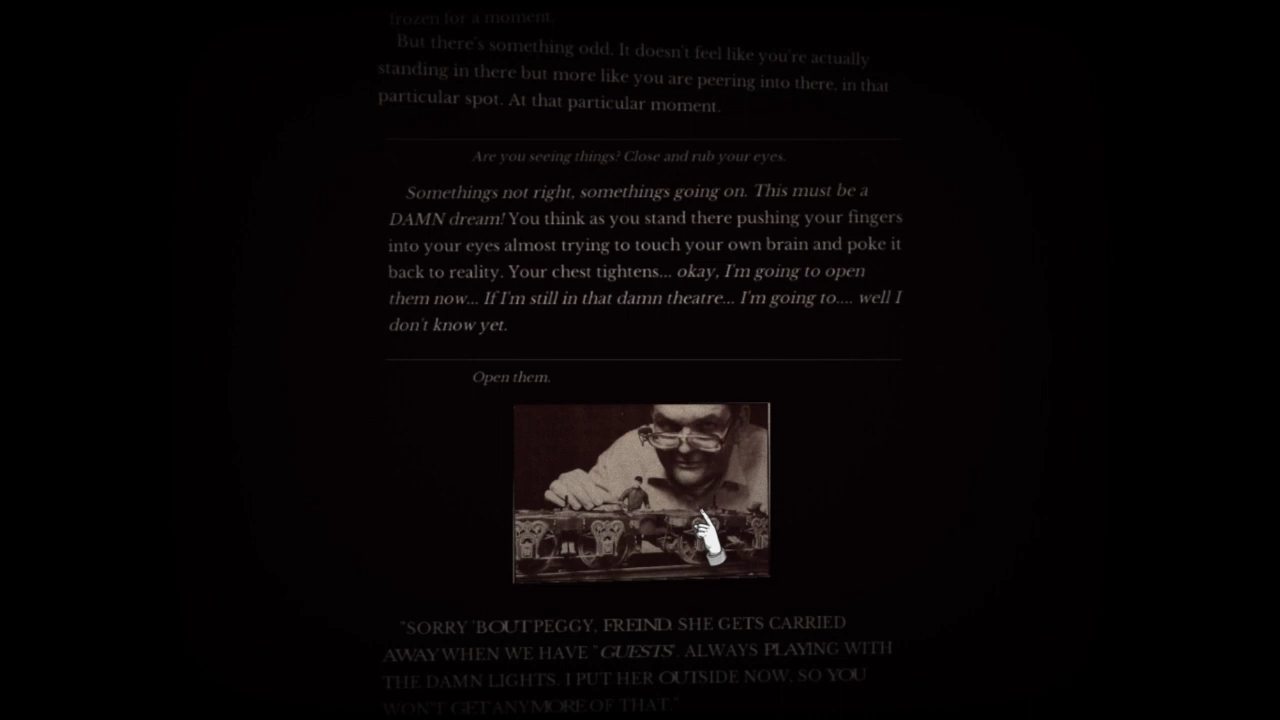 frozen for a moment.
But there's something odd. It doesn't feel like you're actually
standing in there but more like you are peering into there, in that
particular spot. At that particular moment.
Are you seeing things? Close and rub your eyes.
Somethings not right, somethings going on. This must be a
DAMN dream! You think as you stand there pushing your fingers
into your eyes almost trying to touch your own brain and poke it
back to reality. Your chest tightens... okay, I'm going to open
them now... If I'm still in that damn theatre... I'm going to.... well I
don't know yet.
Open them.
"SORRY 'BOUT PEGGY, FREIND. SHE GETS CARRIED
AWAY WHEN WE HAVE "GUESTS". ALWAYS PLAYING WITH
THE DAMN LIGHTS. I PUT HER OUTSIDE NOW, SO YOU
WON'T GET ANYMORE OF THAT."